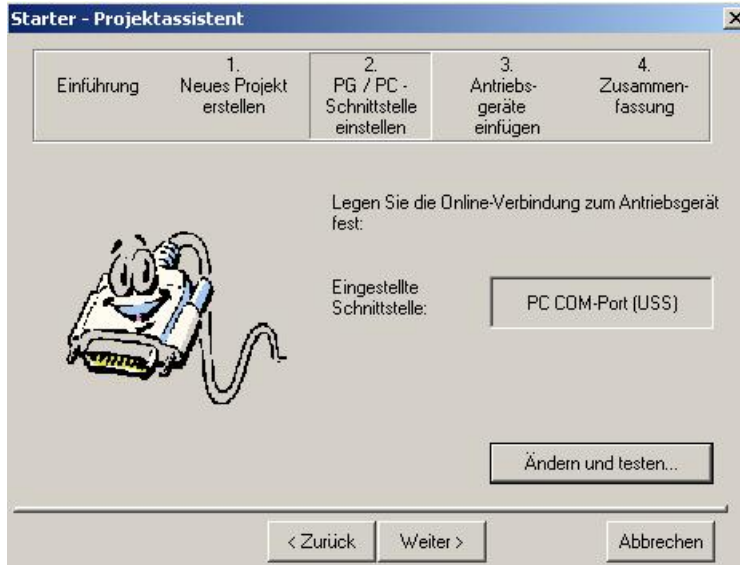 Starter - Projektassistent
Einführung
1.
Neues Projekt
erstellen
2.
PG / PC -
Schnittstelle
einstellen
3.
Antriebs-
geräte
einfügen
4.
Zusammen-
fassung
Legen Sie die Online-Verbindung zum Antriebsgerät
fest:
Eingestellte
Schnittstelle:
PC COM-Port (USS)
Ändern und testen...
< Zurück
Weiter >
Abbrechen